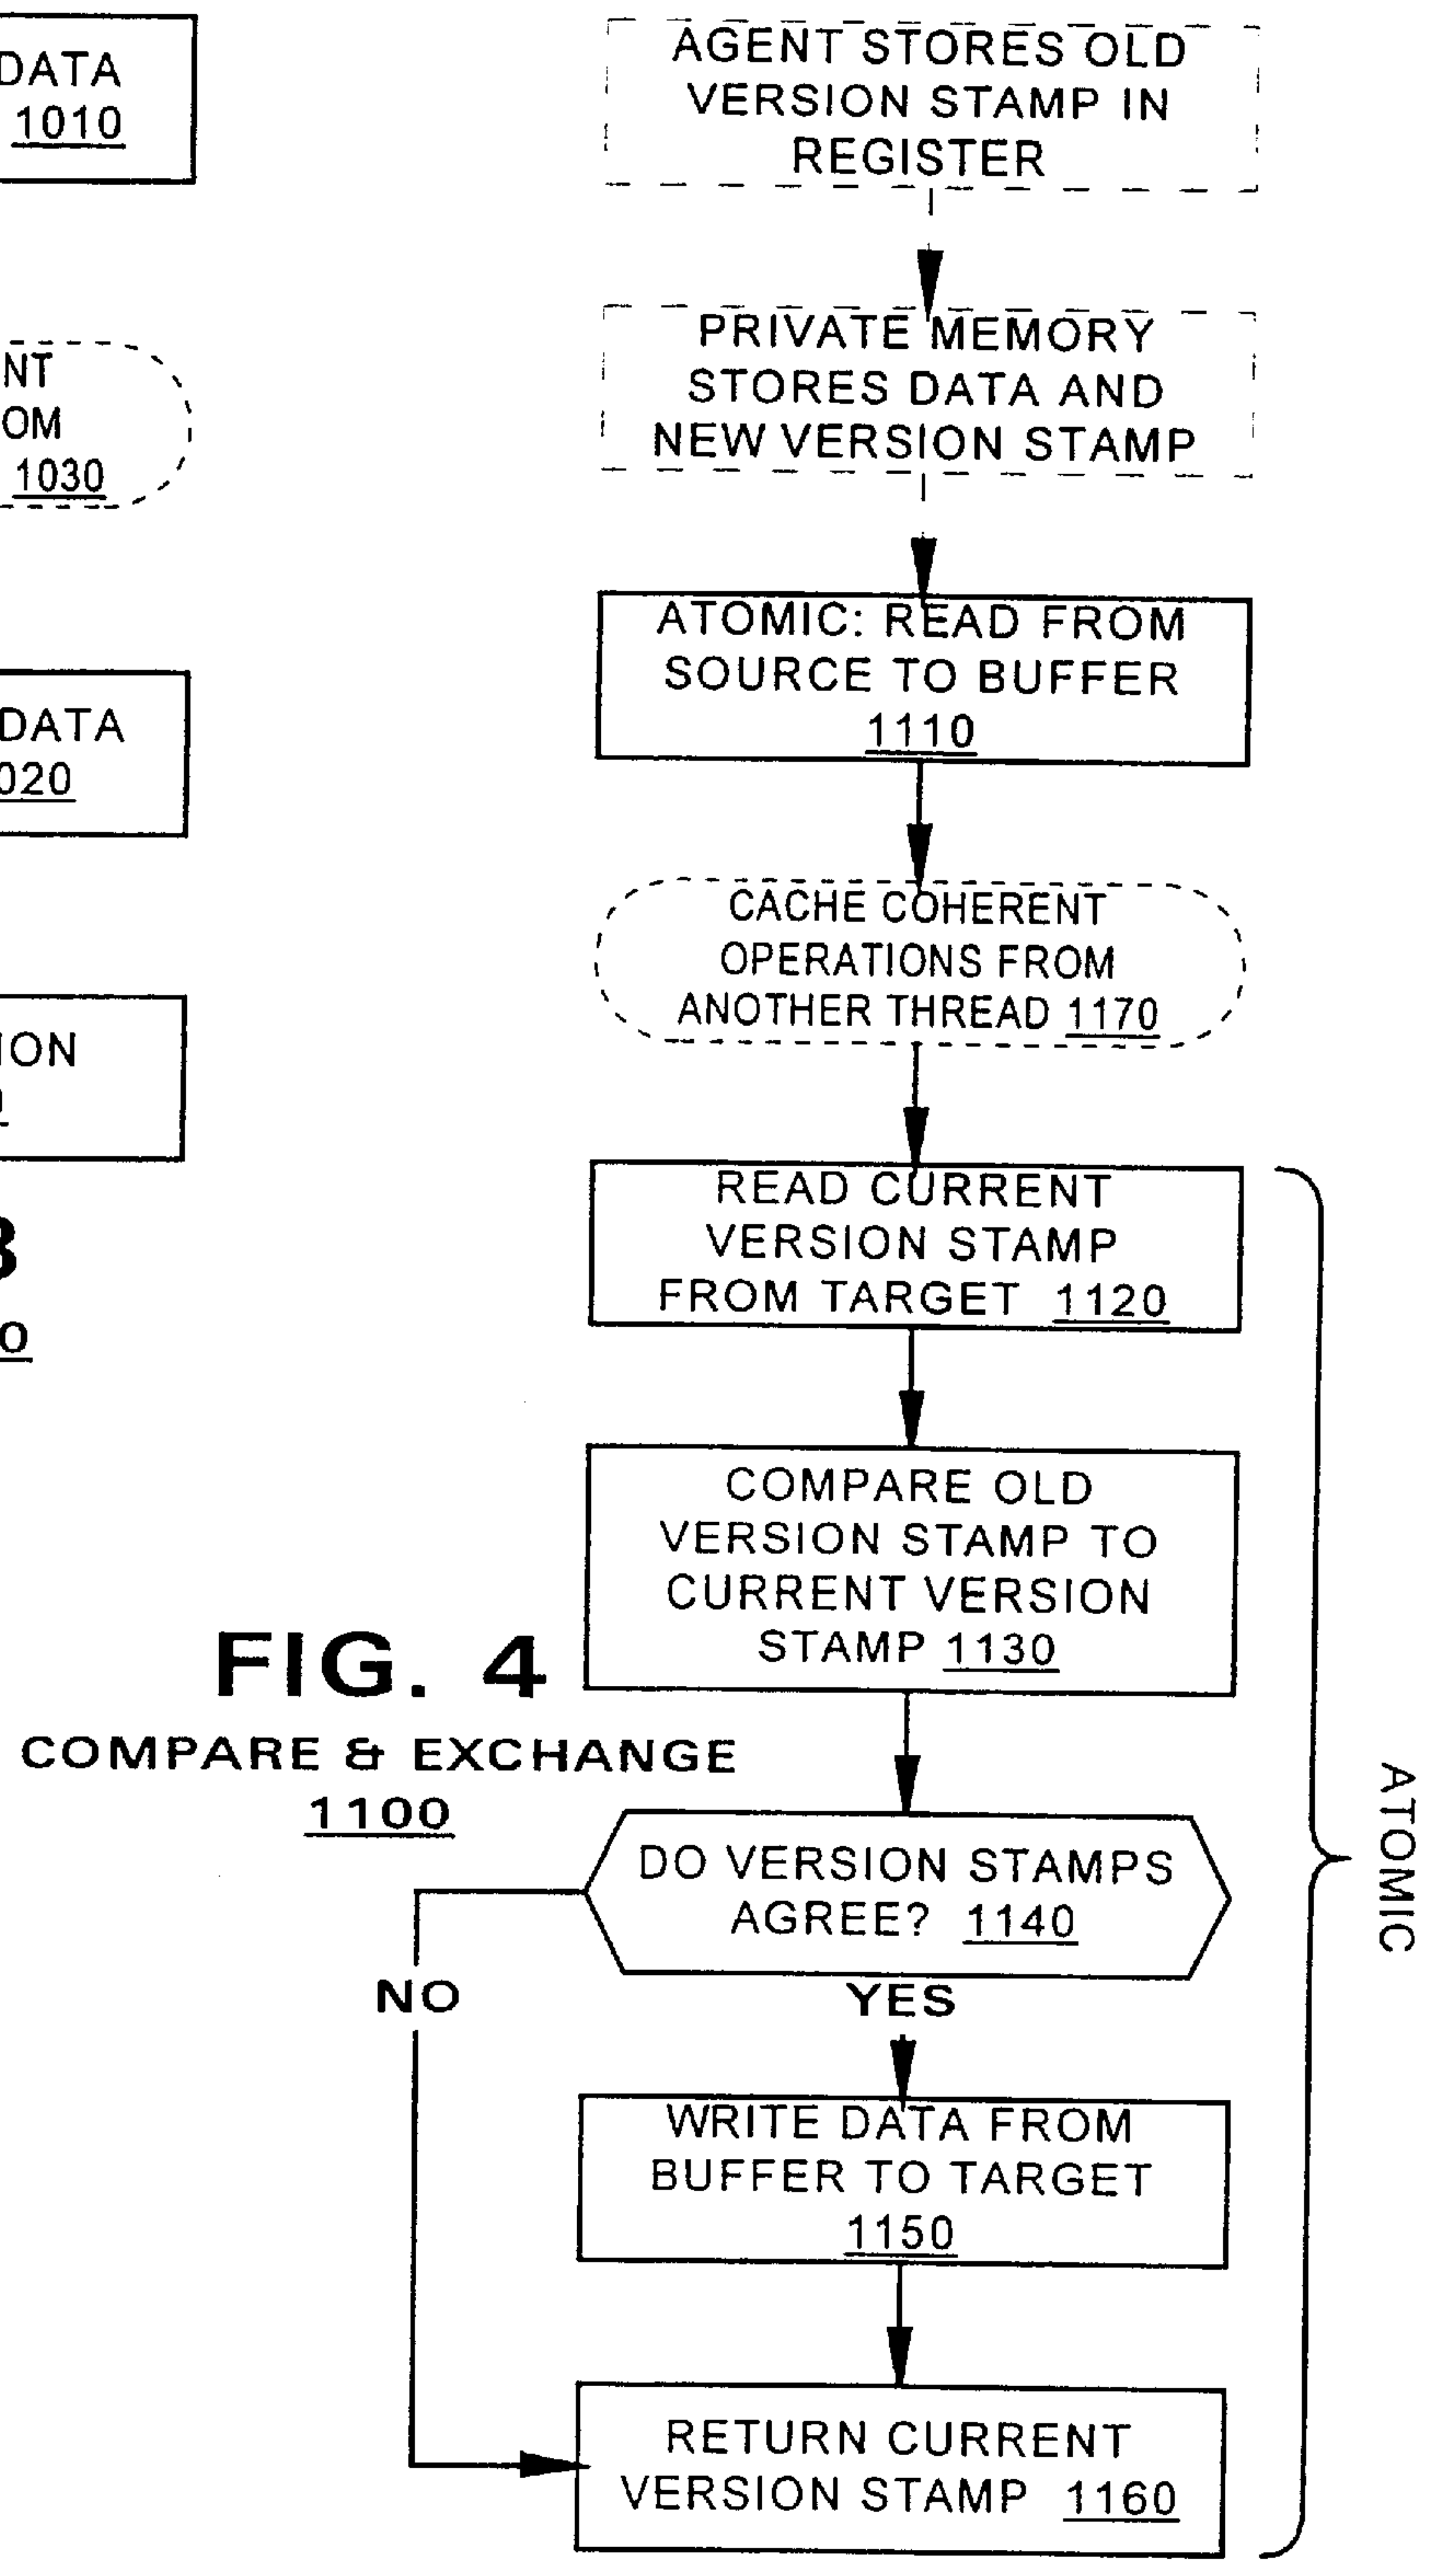 DATA
1010
NT
OM
1030
DATA
020
ION
0
AGENT STORES OLD
VERSION STAMP IN
REGISTER
PRIVATE MEMORY
STORES DATA AND
NEW VERSION STAMP
ATOMIC: READ FROM
SOURCE TO BUFFER
1110
CACHE COHERENT
OPERATIONS FROM
ANOTHER THREAD 1170
READ CURRENT
VERSION STAMP
FROM TARGET 1120
COMPARE OLD
VERSION STAMP TO
CURRENT VERSION
STAMP 1130
FIG. 4
COMPARE & EXCHANGE
1100
DO VERSION STAMPS
AGREE? 1140
NO
YES
WRITE DATA FROM
BUFFER TO TARGET
1150
RETURN CURRENT
VERSION STAMP 1160
ATOMIC